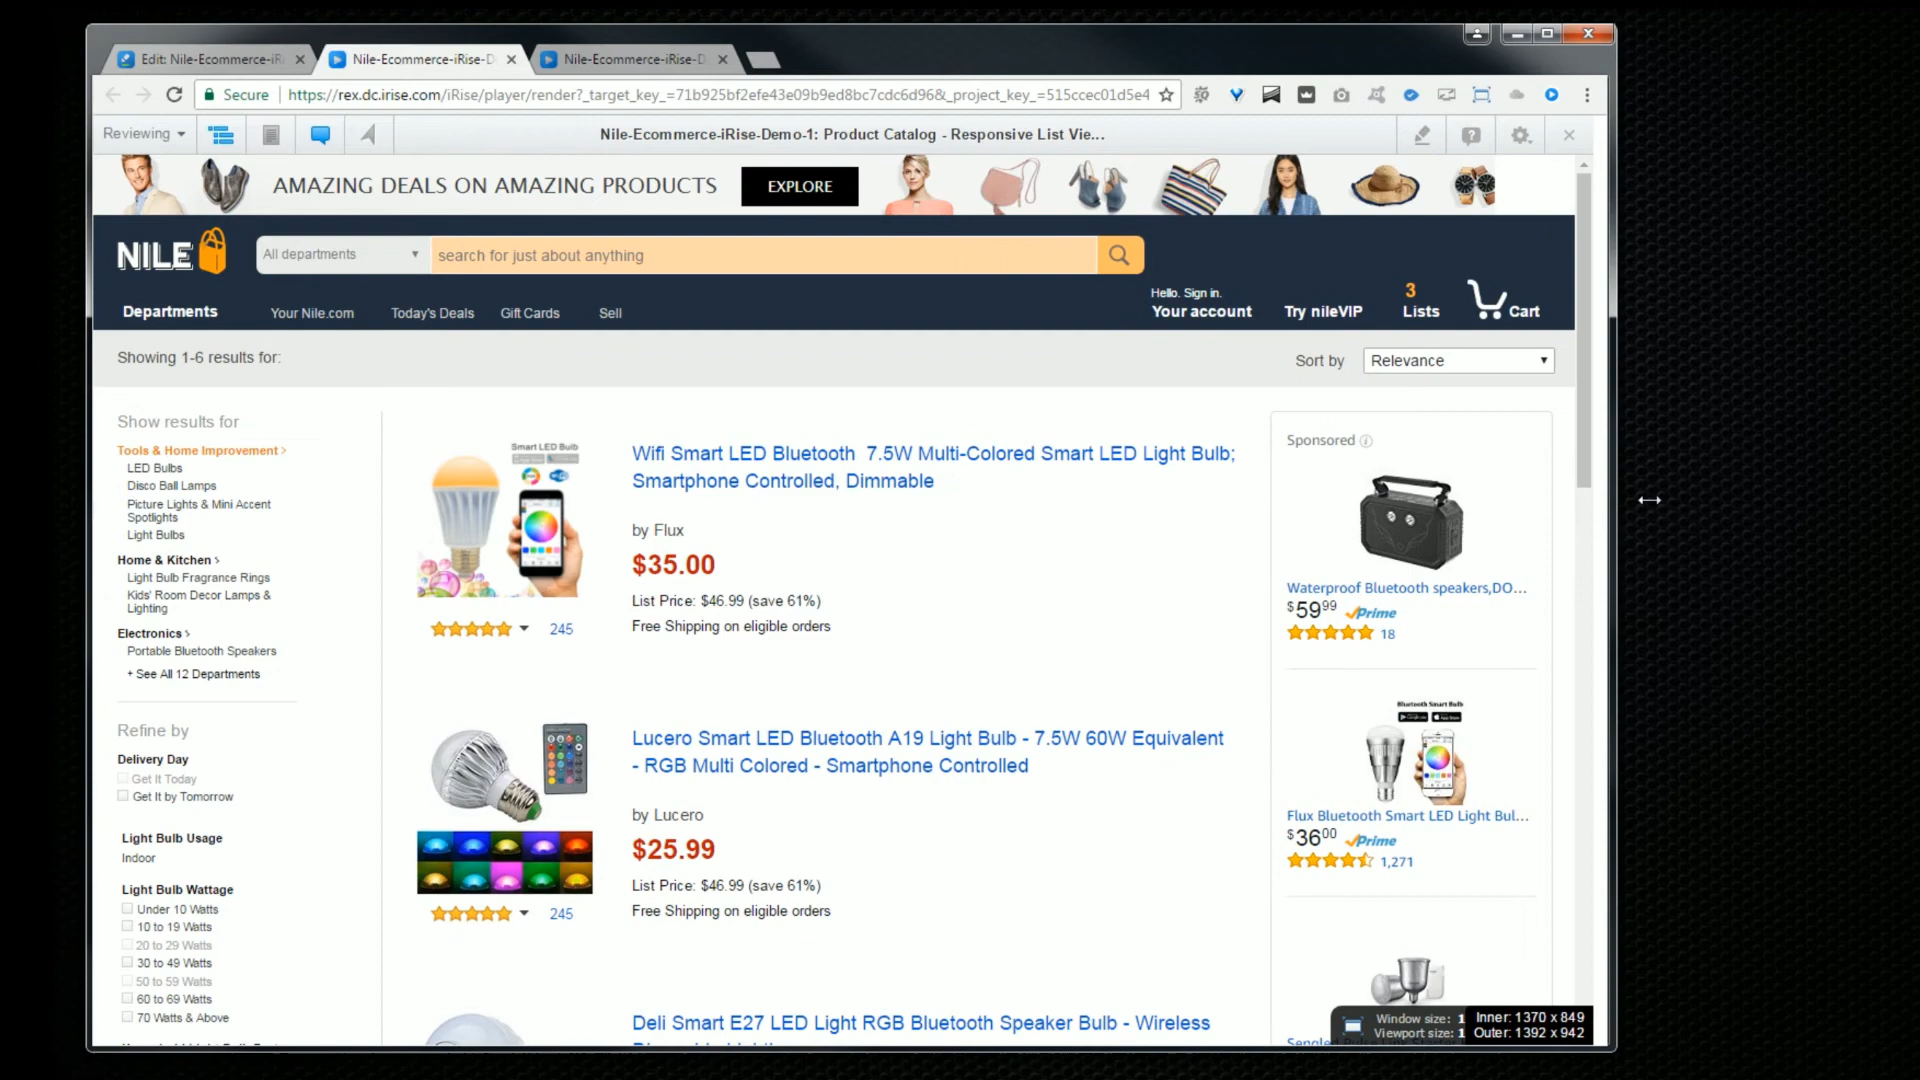 Edit: Nile-Ecommerce-iR
Nile-Ecommerce-iRise-D
Nile-Ecommerce-iRise-D
Secure
https://rex.dc.irise.com/iRise/player/render?_target_key_=71b925bf2efe43e09b9ed8bc7cdc6d96&_project_key_=515ccec01d5e4
Reviewing
Nile-Ecommerce-iRise-Demo-1: Product Catalog - Responsive List Vie...
AMAZING DEALS ON AMAZING PRODUCTS
EXPLORE
NILE
All departments
search for just about anything
Departments
Your Nile.com
Today's Deals
Gift Cards
Sell
Hello. Sign in.
Your account
Try nileVIP
3
Lists
Cart
Showing 1-6 results for:
Sort by
Relevance
Show results for
Tools & Home Improvement >
LED Bulbs
Disco Ball Lamps
Picture Lights & Mini Accent
Spotlights
Light Bulbs
Home & Kitchen >
Light Bulb Fragrance Rings
Kids' Room Decor Lamps &
Lighting
Electronics >
Portable Bluetooth Speakers
+ See All 12 Departments
Refine by
Delivery Day
Get It Today
Get It by Tomorrow
Light Bulb Usage
Indoor
Light Bulb Wattage
Under 10 Watts
10 to 19 Watts
20 to 29 Watts
30 to 49 Watts
50 to 59 Watts
60 to 69 Watts
70 Watts & Above
Smart LED Bulb
Wifi Smart LED Bluetooth  7.5W Multi-Colored Smart LED Light Bulb;
Smartphone Controlled, Dimmable
by Flux
$35.00
List Price: $46.99 (save 61%)
Free Shipping on eligible orders
245
Lucero Smart LED Bluetooth A19 Light Bulb - 7.5W 60W Equivalent
- RGB Multi Colored - Smartphone Controlled
by Lucero
$25.99
List Price: $46.99 (save 61%)
Free Shipping on eligible orders
245
Deli Smart E27 LED Light RGB Bluetooth Speaker Bulb - Wireless
Sponsored
Waterproof Bluetooth speakers,DO...
$59 99 Prime
18
Bluetooth Smart Bulb
Flux Bluetooth Smart LED Light Bul...
$36 00 Prime
1,271
Sengled
Window size: 1
Viewport size: 1
Inner: 1370 x 849
Outer: 1392 x 942